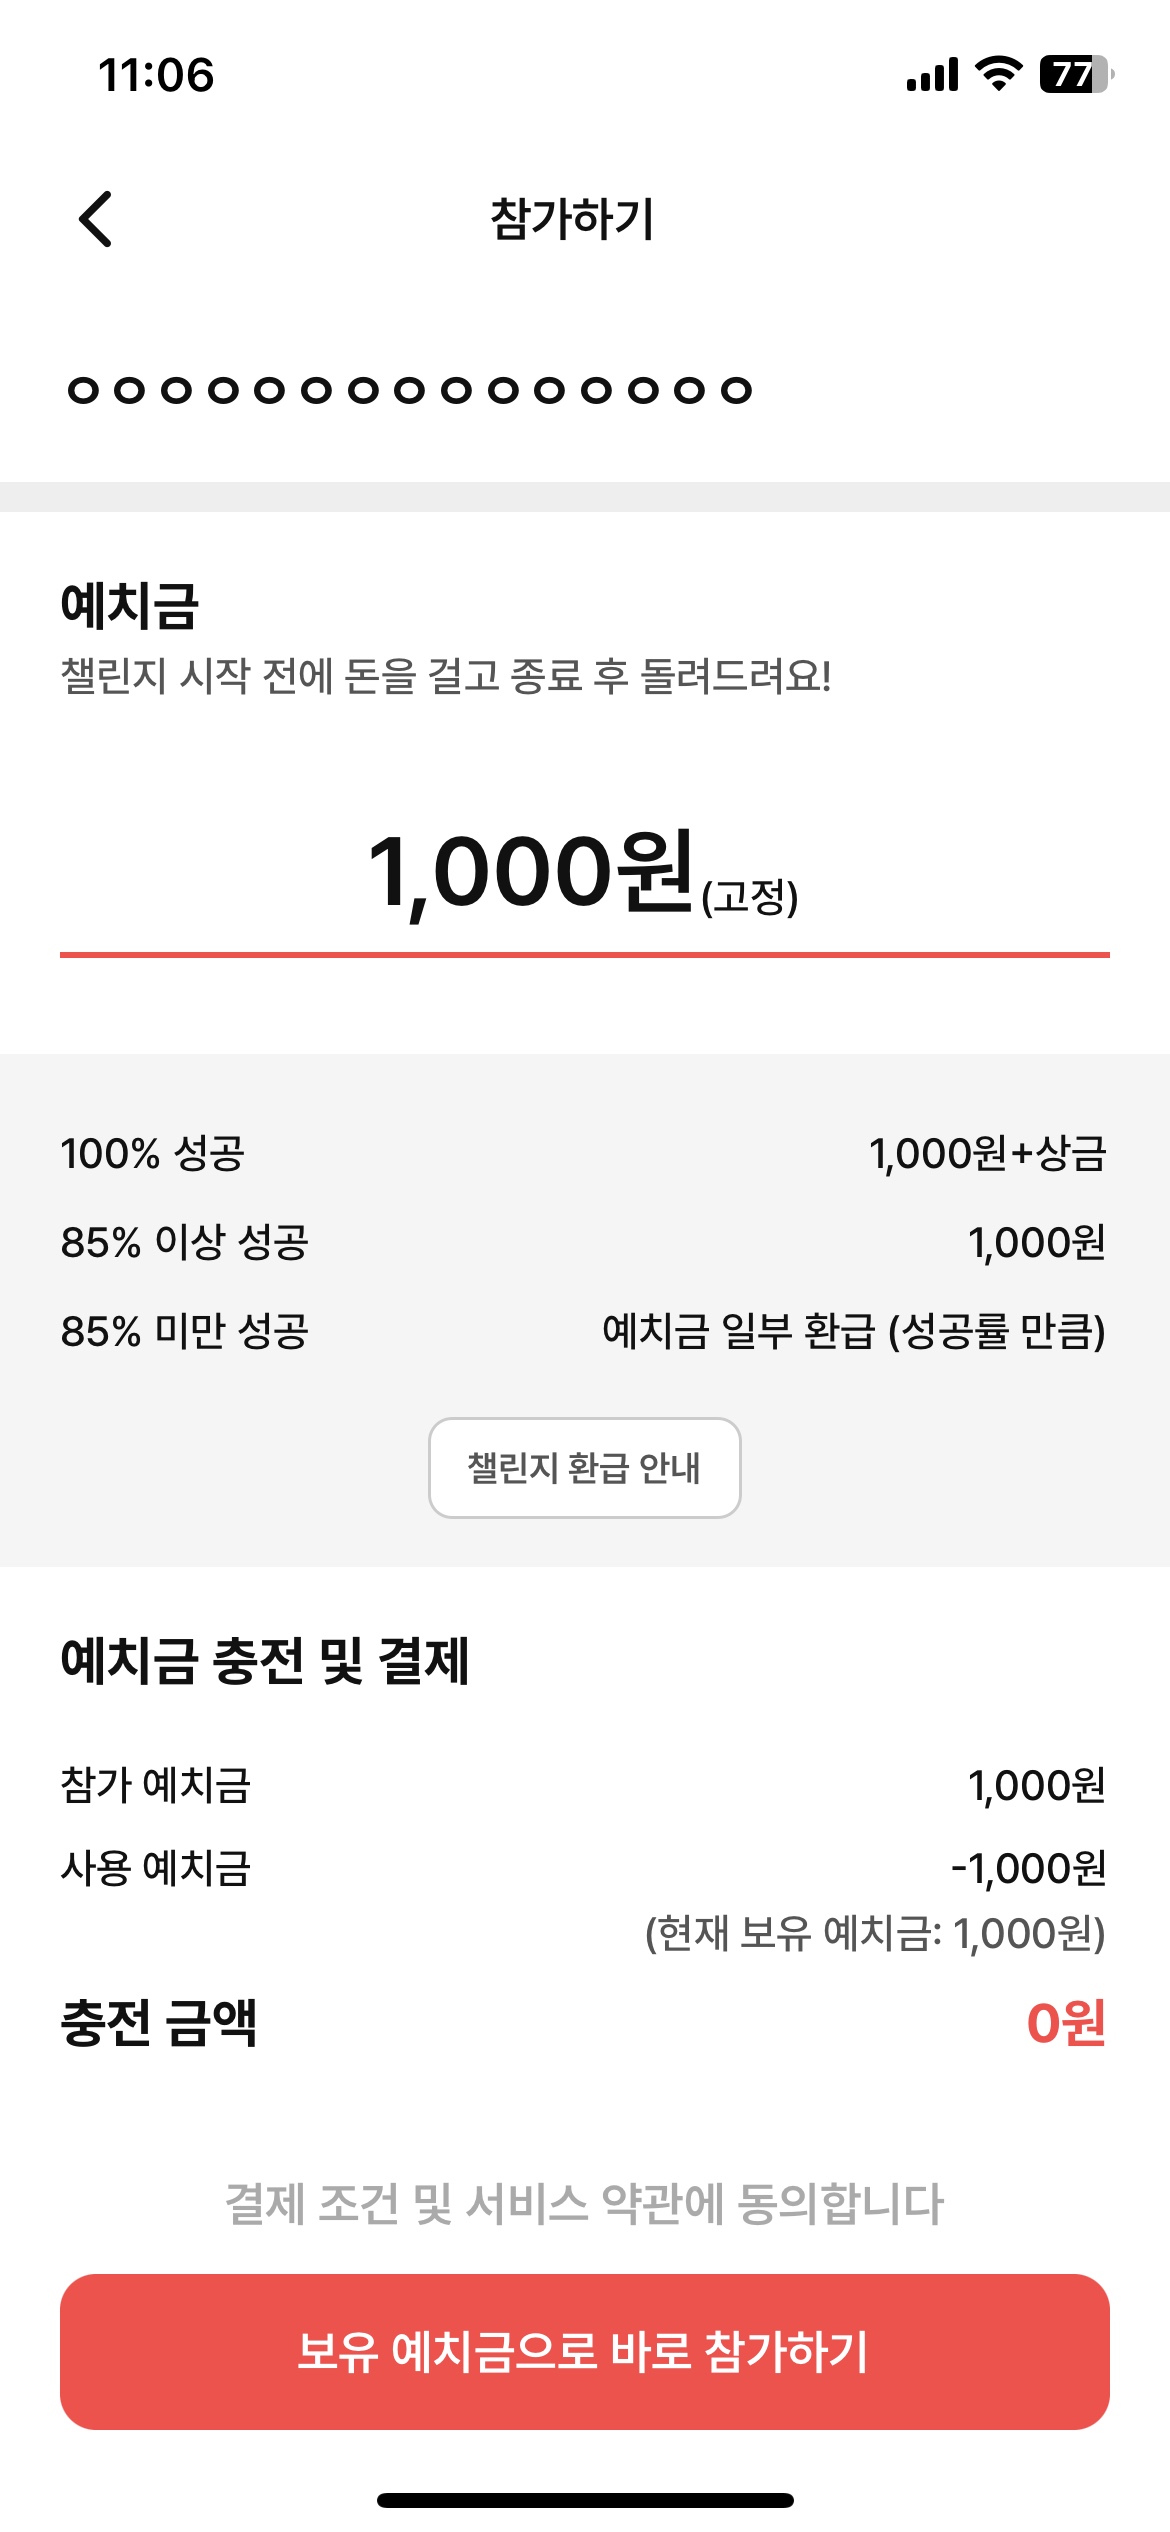 11:06
77
참가하기
ㅇㅇㅇㅇㅇㅇㅇㅇㅇㅇㅇㅇㅇㅇㅇ
예치금
챌린지 시작 전에 돈을 걸고 종료 후 돌려드려요!
1,000원(고정)
100% 성공 1,000원+상금
85% 이상 성공 1,000원
85% 미만 성공 예치금 일부 환급 (성공률 만큼)
챌린지 환급 안내
예치금 충전 및 결제
참가 예치금 1,000원
사용 예치금 -1,000원
(현재 보유 예치금: 1,000원)
충전 금액 0원
결제 조건 및 서비스 약관에 동의합니다
보유 예치금으로 바로 참가하기